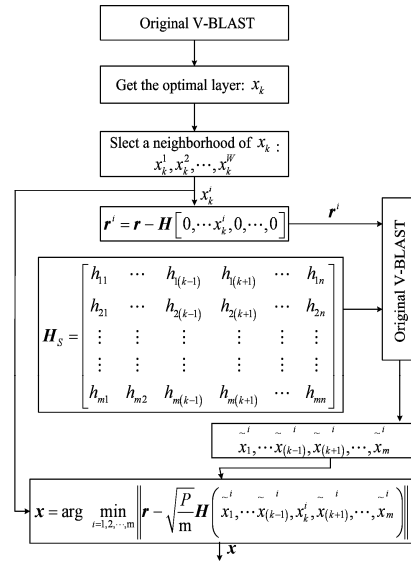 Original V-BLAST
Get the optimal layer: x_k
Slect a neighborhood of x_k :
x_k^1, x_k^2, ⋯, x_k^W
x_k^i
r^i = r − H[0, ⋯ x_k^i, 0, ⋯, 0]
r^i
Original V-BLAST
H_S =
h_11 ⋯ h_1(k−1) h_1(k+1) ⋯ h_1n
h_21 ⋯ h_2(k−1) h_2(k+1) ⋯ h_2n
⋮ ⋮ ⋮ ⋮ ⋮
⋮ ⋮ ⋮ ⋮ ⋮
h_m1 h_m2 h_m(k−1) h_m(k+1) ⋯ h_mn
x̃_1^i, ⋯ x̃_(k−1)^i, x̃_(k+1)^i, ⋯, x̃_m^i
x = arg min_{i=1,2,⋯,m} ‖ r − √(P/m) H ( x̃_1^i, ⋯ x̃_(k−1)^i, x_k^i, x̃_(k+1)^i, ⋯, x̃_m^i ) ‖
x